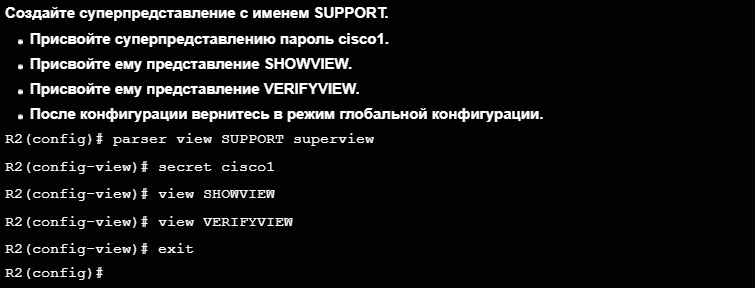 Создайте суперпредставление с именем SUPPORT.
Присвойте суперпредставлению пароль cisco1.
Присвойте ему представление SHOWVIEW.
Присвойте ему представление VERIFYVIEW.
После конфигурации вернитесь в режим глобальной конфигурации.
R2(config)# parser view SUPPORT superview
R2(config-view)# secret cisco1
R2(config-view)# view SHOWVIEW
R2(config-view)# view VERIFYVIEW
R2(config-view)# exit
R2(config)#